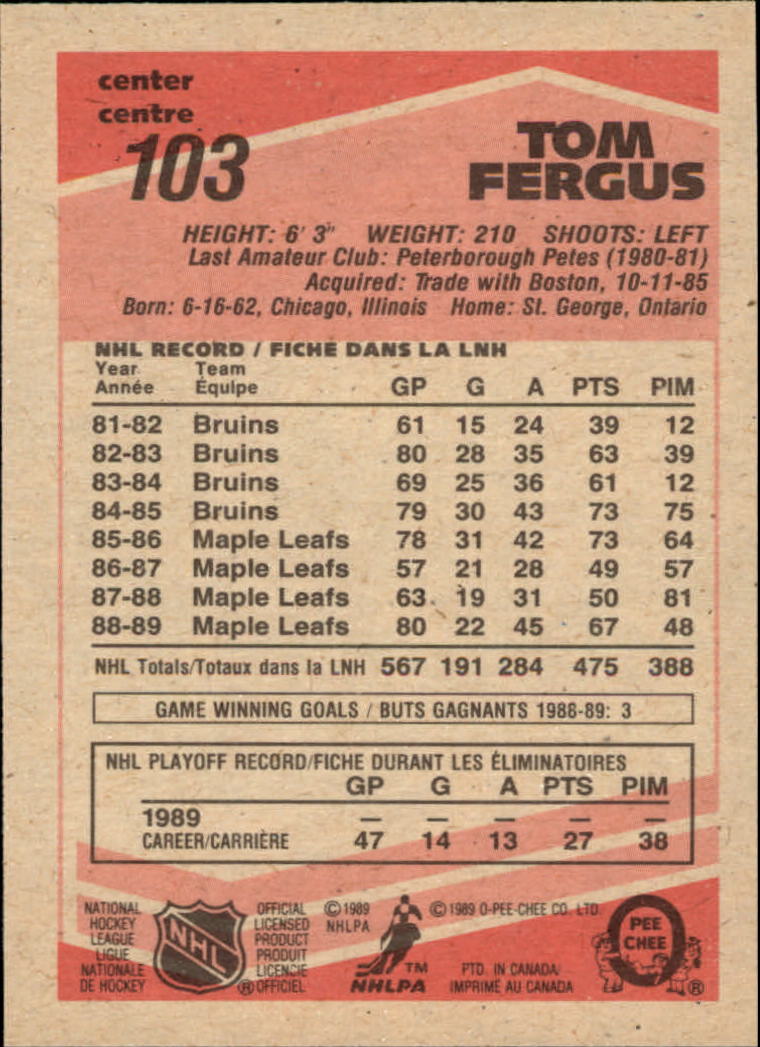 center
centre
103
TOM
FERGUS
HEIGHT: 6' 3" WEIGHT: 210 SHOOTS: LEFT
Last Amateur Club: Peterborough Petes (1980-81)
Acquired: Trade with Boston, 10-11-85
Born: 6-16-62, Chicago, Illinois Home: St. George, Ontario
NHL RECORD / FICHE DANS LA LNH
Year Team
Année Équipe GP G A PTS PIM
81-82 Bruins 61 15 24 39 12
82-83 Bruins 80 28 35 63 39
83-84 Bruins 69 25 36 61 12
84-85 Bruins 79 30 43 73 75
85-86 Maple Leafs 78 31 42 73 64
86-87 Maple Leafs 57 21 28 49 57
87-88 Maple Leafs 63 19 31 50 81
88-89 Maple Leafs 80 22 45 67 48
NHL Totals/Totaux dans la LNH 567 191 284 475 388
GAME WINNING GOALS / BUTS GAGNANTS 1988-89: 3
NHL PLAYOFF RECORD/FICHE DURANT LES ÉLIMINATOIRES
GP G A PTS PIM
1989 — — — — —
CAREER/CARRIÈRE 47 14 13 27 38
NATIONAL
HOCKEY
LEAGUE
LIGUE
NATIONALE
DE HOCKEY
NHL
®
OFFICIAL
LICENSED
PRODUCT
PRODUIT
LICENCIE
OFFICIEL
© 1989
NHLPA
TM
NHLPA
© 1989 O-PEE-CHEE CO. LTD.
PTD. IN CANADA/
IMPRIMÉ AU CANADA
PEE
CHEE
®